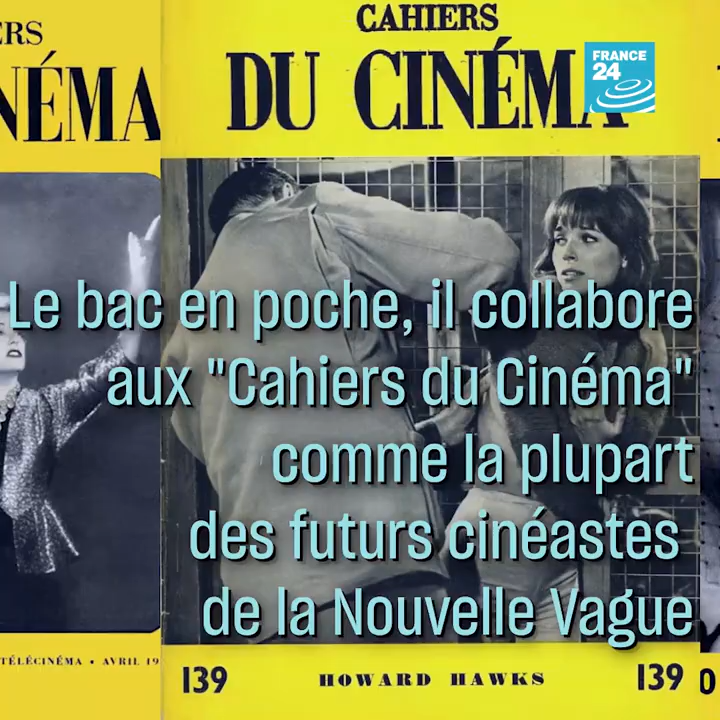 ERS
NÉMA
CAHIERS
DU CINÉMA
FRANCE
24
Le bac en poche, il collabore
aux "Cahiers du Cinéma"
comme la plupart
des futurs cinéastes
de la Nouvelle Vague
TÉLÉCINÉMA • AVRIL 19
139
HOWARD HAWKS
139